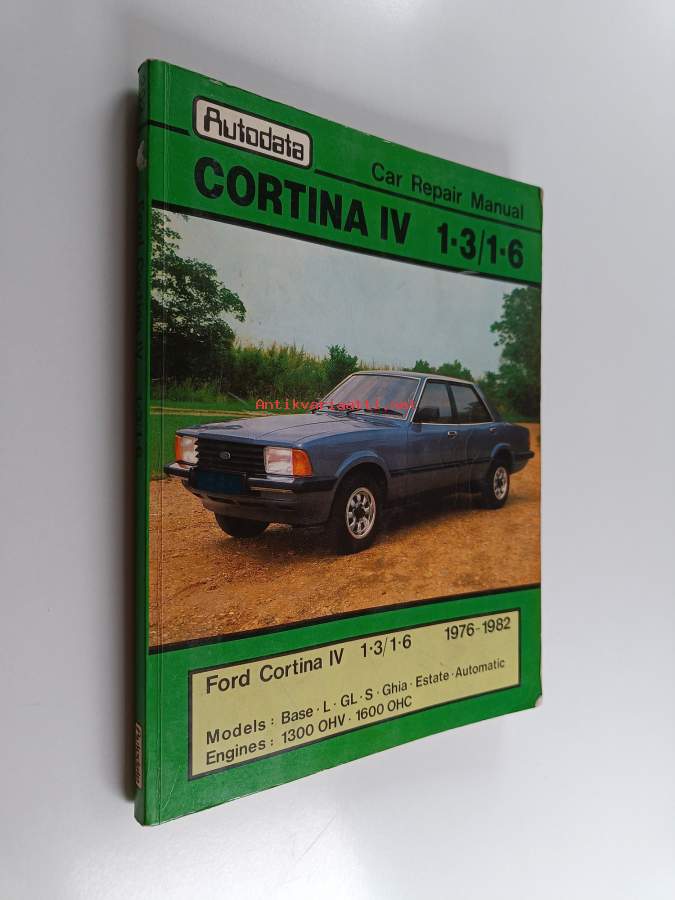 Autodata
Car Repair Manual
CORTINA IV 1·3/1·6
Antikvariaatti.net
Ford Cortina IV 1·3/1·6 1976-1982
Models: Base·L·GL·S·Ghia·Estate·Automatic
Engines: 1300 OHV·1600 OHC
Autodata